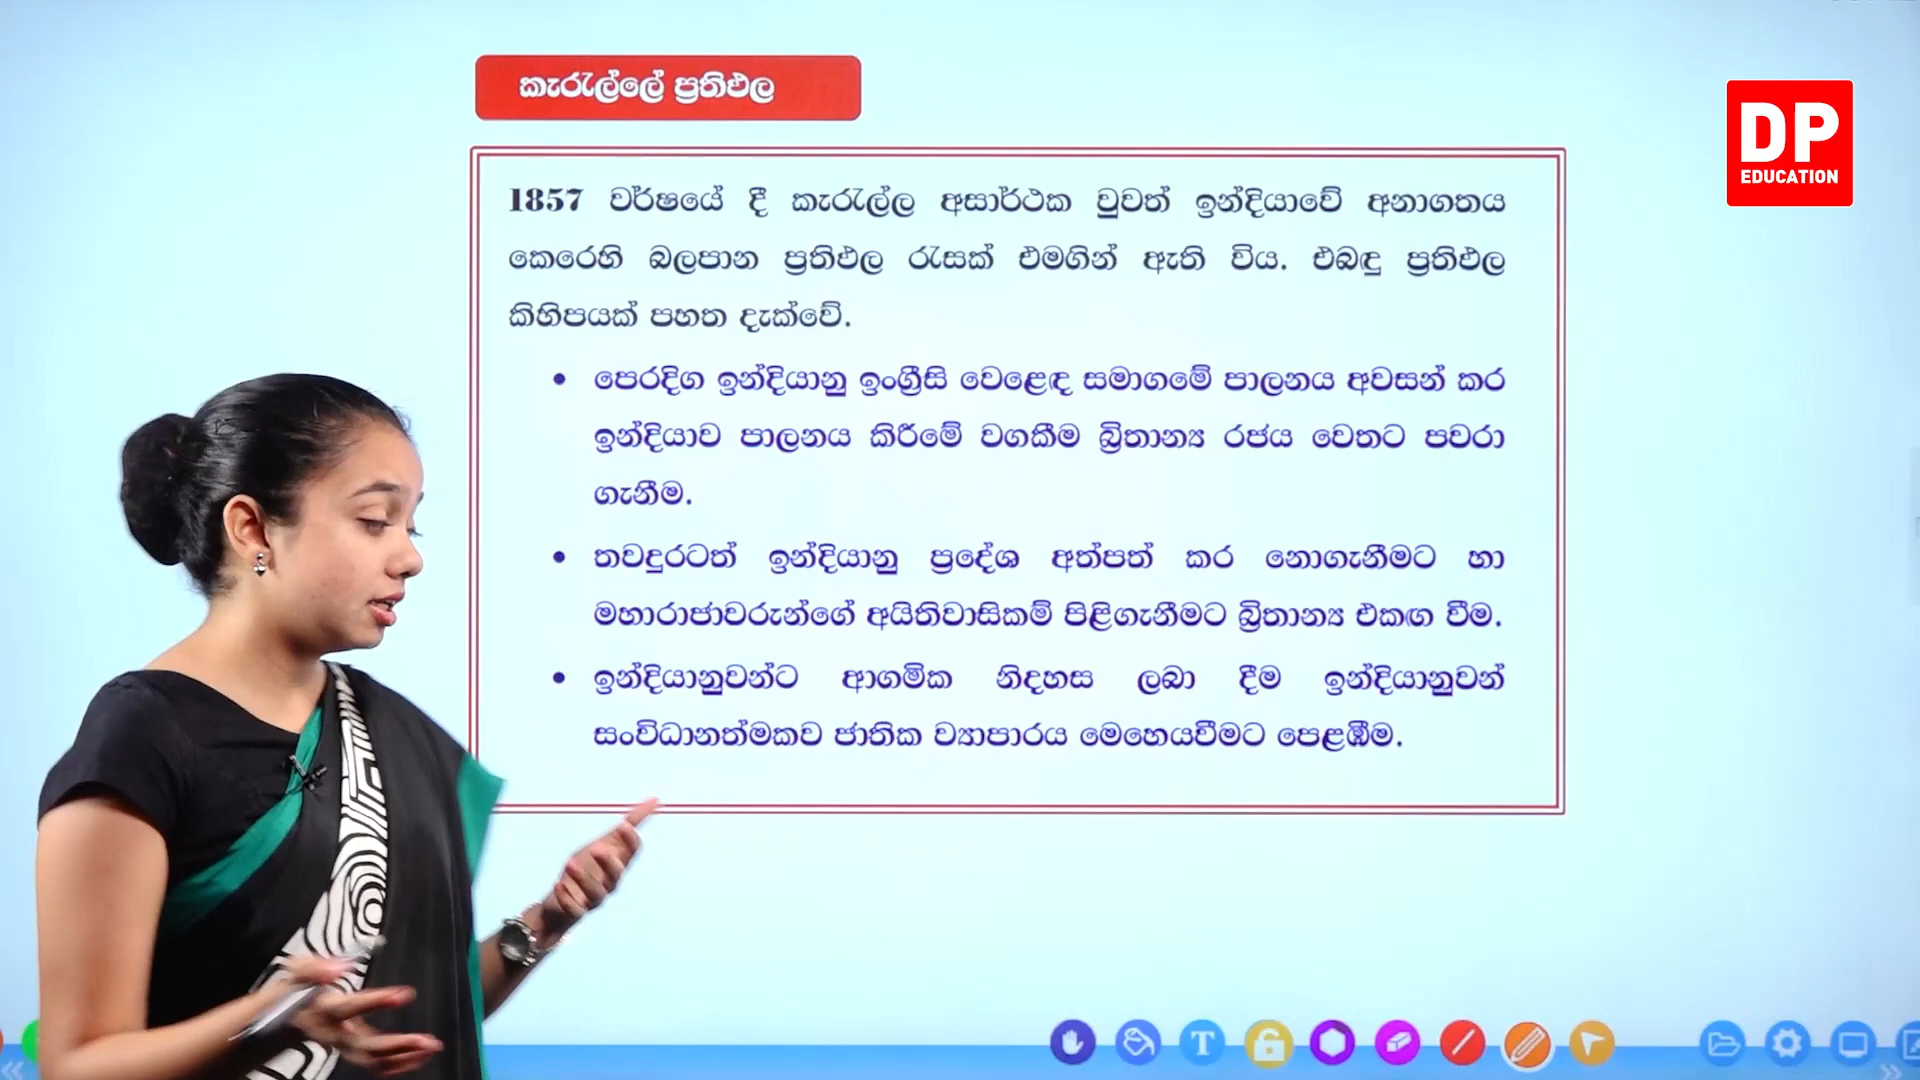 කැරැල්ලේ ප්‍රතිඵල
DP
EDUCATION
1857 වර්ෂයේ දී කැරැල්ල අසාර්ථක වුවත් ඉන්දියාවේ අනාගතය
කෙරෙහි බලපාන ප්‍රතිඵල රැසක් එමගින් ඇති විය. එබඳු ප්‍රතිඵල
කිහිපයක් පහත දැක්වේ.
• පෙරදිග ඉන්දියානු ඉංග්‍රීසි වෙළෙඳ සමාගමේ පාලනය අවසන් කර
ඉන්දියාව පාලනය කිරීමේ වගකීම බ්‍රිතාන්‍ය රජය වෙතට පවරා
ගැනීම.
• තවදුරටත් ඉන්දියානු ප්‍රදේශ අත්පත් කර නොගැනීමට හා
මහාරාජාවරුන්ගේ අයිතිවාසිකම් පිළිගැනීමට බ්‍රිතාන්‍ය එකඟ වීම.
• ඉන්දියානුවන්ට ආගමික නිදහස ලබා දීම ඉන්දියානුවන්
සංවිධානත්මකව ජාතික ව්‍යාපාරය මෙහෙයවීමට පෙළඹීම.
T